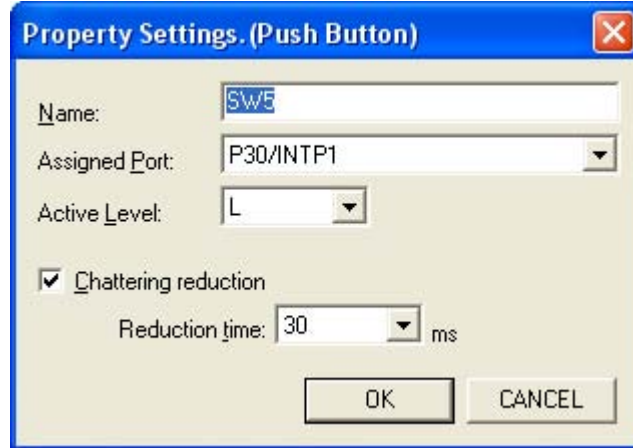 Property Settings.(Push Button)
Name: SW5
Assigned Port: P30/INTP1
Active Level: L
Chattering reduction
Reduction time: 30 ms
OK CANCEL